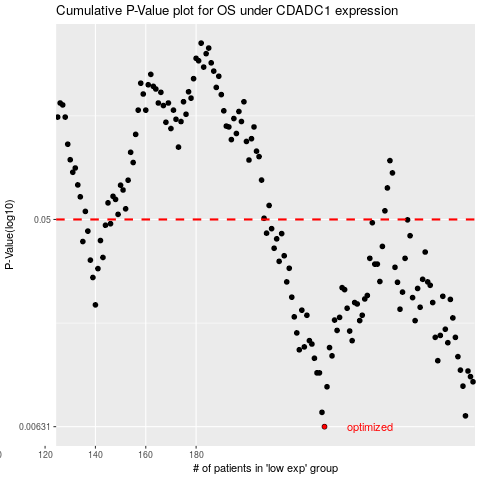 Cumulative P-Value plot for OS under CDADC1 expression
P-Value(log10)
0.05
0.00631
optimized
0
120
140
160
180
# of patients in 'low exp' group